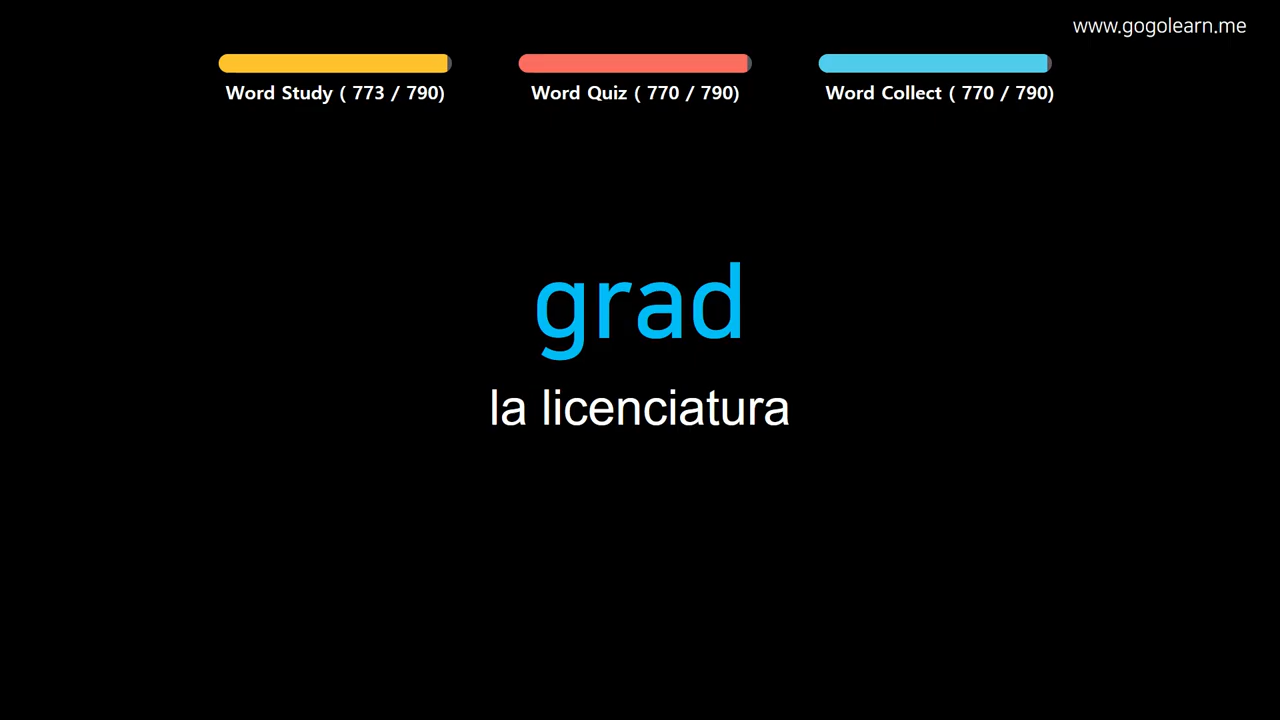 www.gogolearn.me
Word Study ( 773 / 790)
Word Quiz ( 770 / 790)
Word Collect ( 770 / 790)
grad
la licenciatura